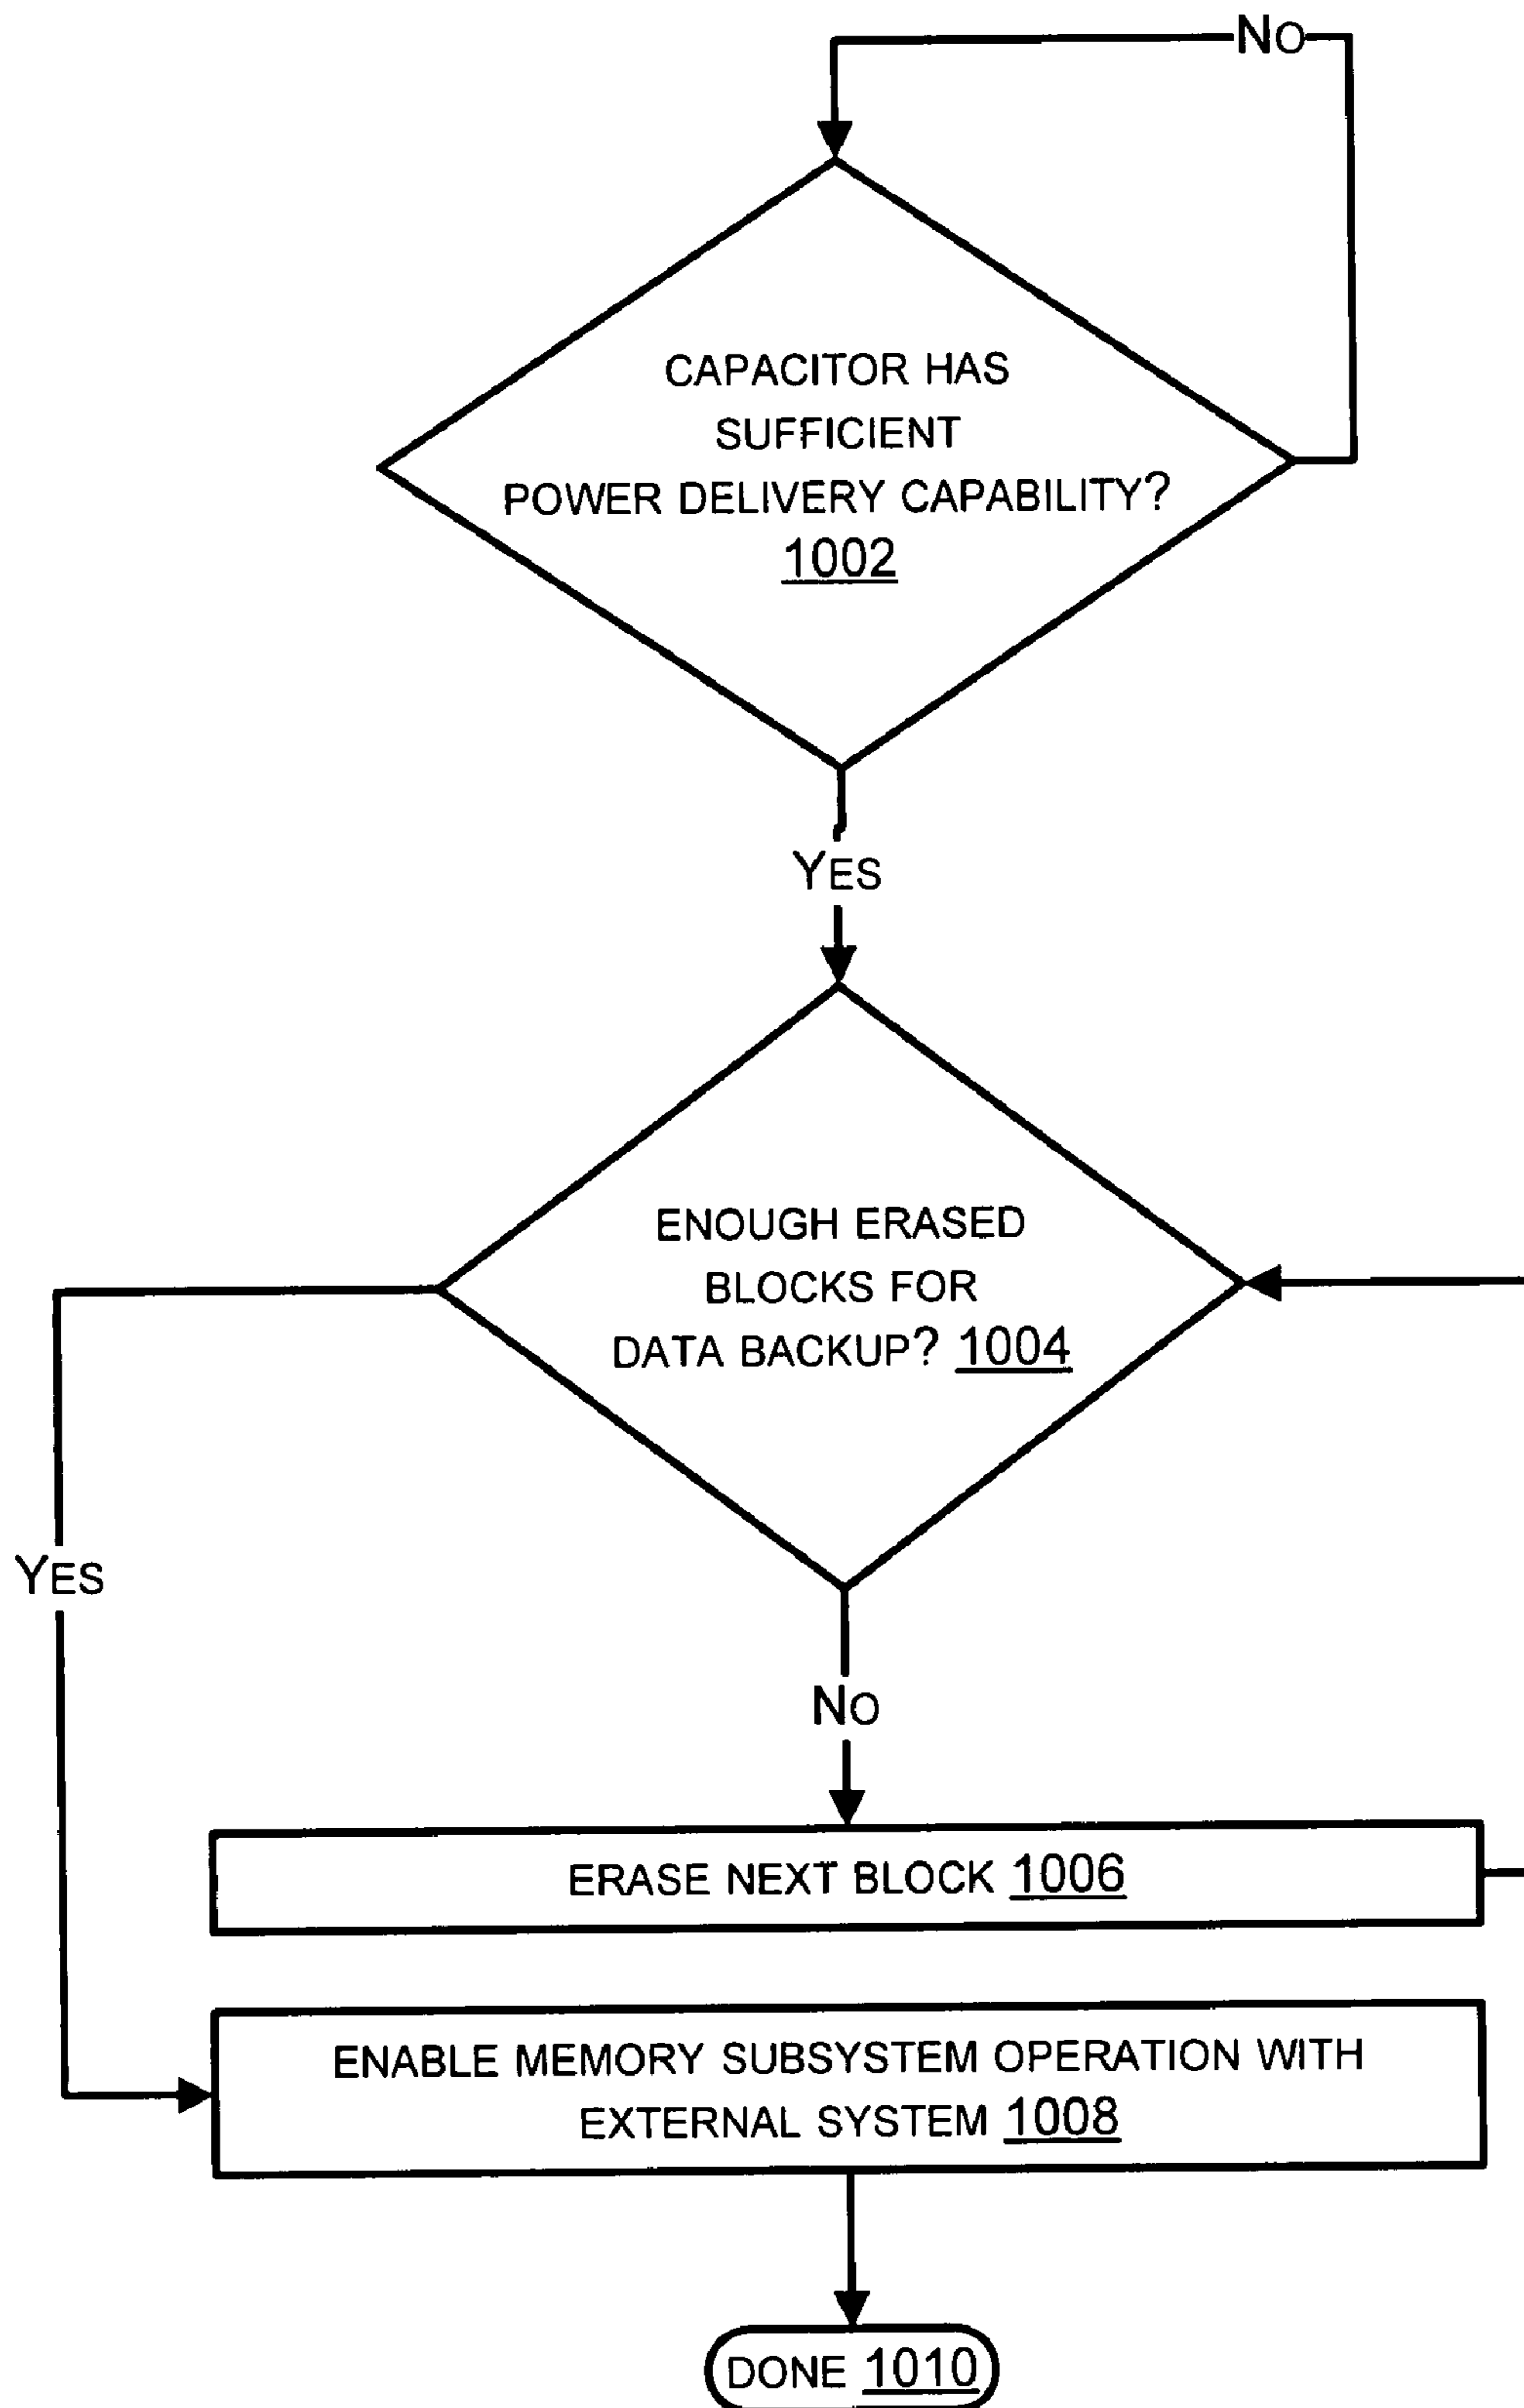 NO
CAPACITOR HAS
SUFFICIENT
POWER DELIVERY CAPABILITY?
1002
YES
ENOUGH ERASED
BLOCKS FOR
DATA BACKUP? 1004
YES
NO
ERASE NEXT BLOCK 1006
ENABLE MEMORY SUBSYSTEM OPERATION WITH
EXTERNAL SYSTEM 1008
DONE 1010